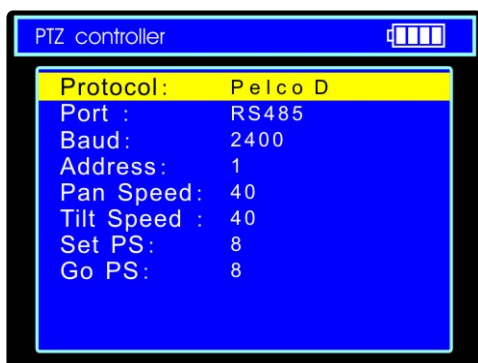 PTZ controller
Protocol: Pelco D
Port : RS485
Baud: 2400
Address: 1
Pan Speed: 40
Tilt Speed : 40
Set PS: 8
Go PS: 8